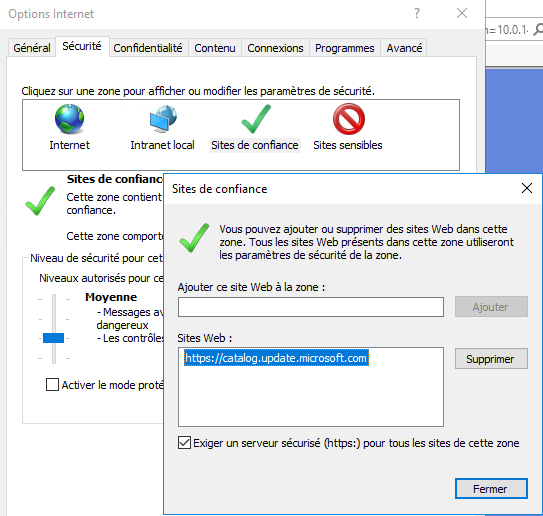 Options Internet
?
n=10.0.14
Général
Sécurité
Confidentialité
Contenu
Connexions
Programmes
Avancé
Cliquez sur une zone pour afficher ou modifier les paramètres de sécurité.
Internet
Intranet local
Sites de confiance
Sites sensibles
Sites de confiance
Cette zone contient
confiance.
Cette zone comporte
Niveau de sécurité pour cet
Niveaux autorisés pour ce
Moyenne
- Messages av
dangereux
- Les contrôles
Activer le mode proté
Sites de confiance
Vous pouvez ajouter ou supprimer des sites Web dans cette
zone. Tous les sites Web présents dans cette zone utiliseront
les paramètres de sécurité de la zone.
Ajouter ce site Web à la zone :
Ajouter
Sites Web :
https://catalog.update.microsoft.com
Supprimer
Exiger un serveur sécurisé (https:) pour tous les sites de cette zone
Fermer